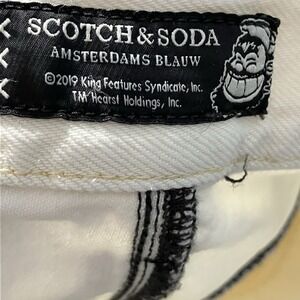 SCOTCH & SODA
AMSTERDAMS BLAUW
©2019 King Features Syndicate, Inc.
TM Hearst Holdings, Inc.